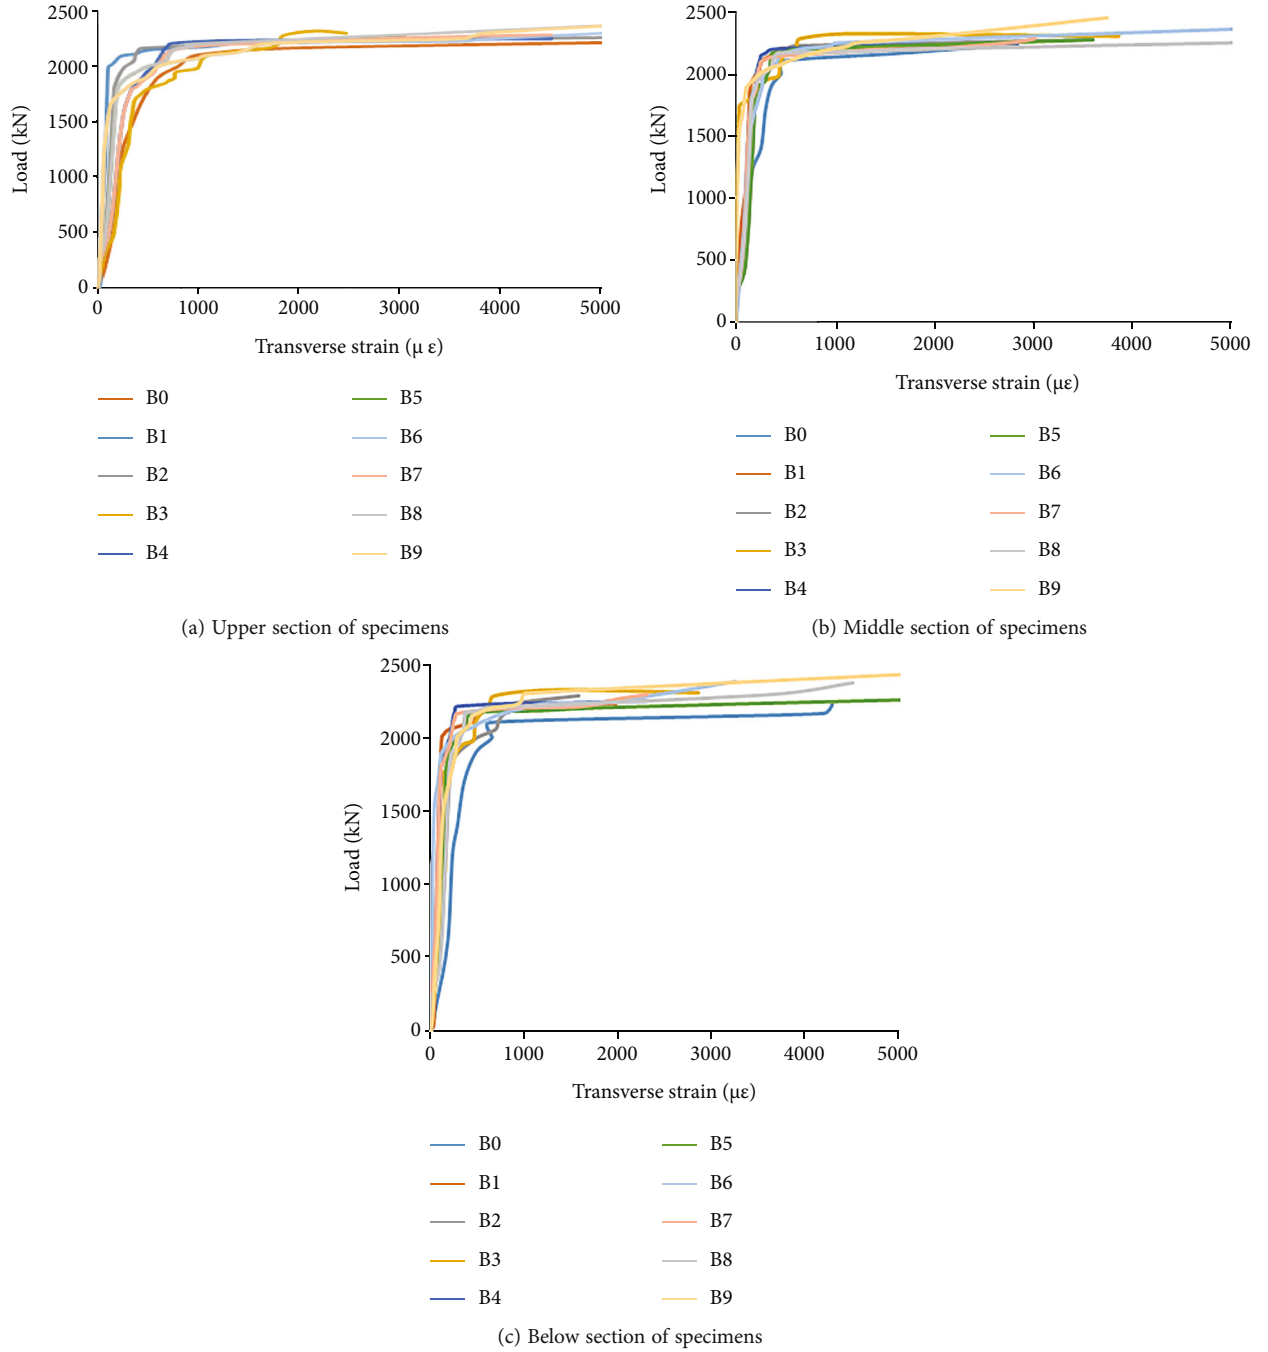 2500
2000
1500
1000
500
0
Load (kN)
0 1000 2000 3000 4000 5000
Transverse strain (μ ε)
B0 B5
B1 B6
B2 B7
B3 B8
B4 B9
(a) Upper section of specimens
2500
2000
1500
1000
500
0
Load (kN)
0 1000 2000 3000 4000 5000
Transverse strain (με)
B0 B5
B1 B6
B2 B7
B3 B8
B4 B9
(b) Middle section of specimens
2500
2000
1500
1000
500
0
Load (kN)
0 1000 2000 3000 4000 5000
Transverse strain (με)
B0 B5
B1 B6
B2 B7
B3 B8
B4 B9
(c) Below section of specimens